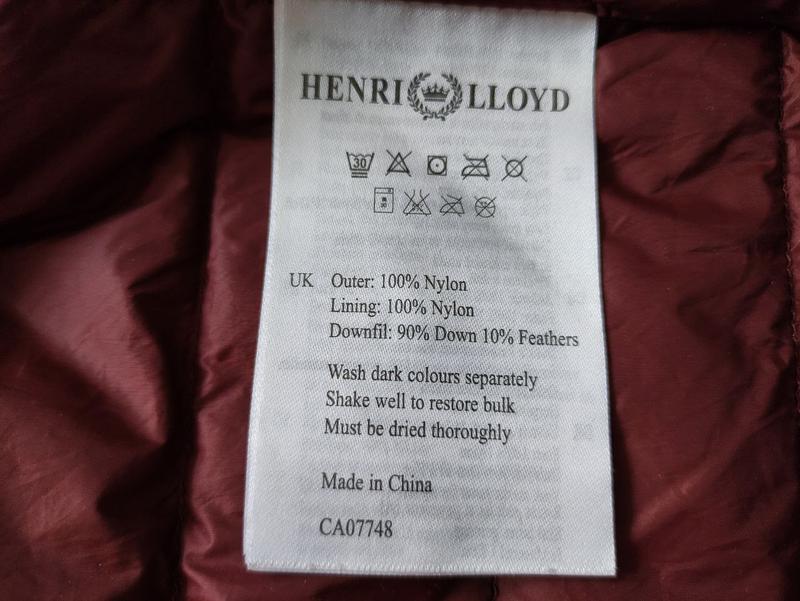 HENRI LLOYD
30
UK Outer: 100% Nylon
Lining: 100% Nylon
Downfil: 90% Down 10% Feathers
Wash dark colours separately
Shake well to restore bulk
Must be dried thoroughly
Made in China
CA07748